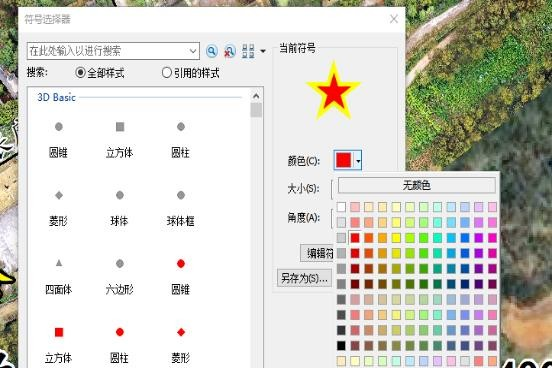 符号选择器
在此处输入以进行搜索
搜索:
全部样式
引用的样式
3D Basic
圆锥
立方体
圆柱
菱形
球体
球体框
四面体
六边形
圆锥
立方体
圆柱
菱形
当前符号
颜色(C):
大小(S):
角度(A):
编辑符
另存为(S)...
无颜色